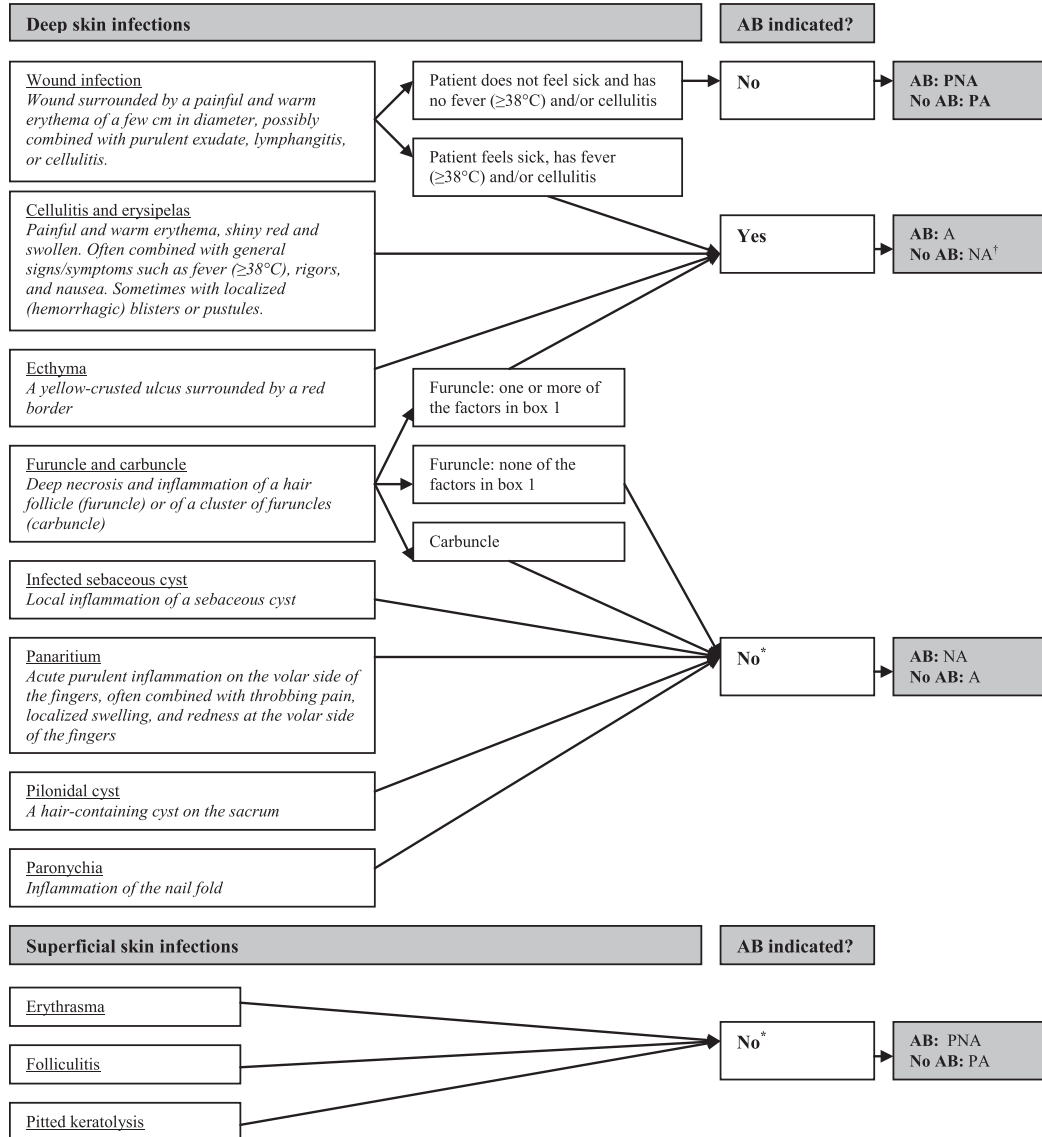 Deep skin infections
AB indicated?
Wound infection
Wound surrounded by a painful and warm
erythema of a few cm in diameter, possibly
combined with purulent exudate, lymphangitis,
or cellulitis.
Patient does not feel sick and has
no fever (≥38°C) and/or cellulitis
No
AB: PNA
No AB: PA
Patient feels sick, has fever
(≥38°C) and/or cellulitis
Cellulitis and erysipelas
Painful and warm erythema, shiny red and
swollen. Often combined with general
signs/symptoms such as fever (≥38°C), rigors,
and nausea. Sometimes with localized
(hemorrhagic) blisters or pustules.
Yes
AB: A
No AB: NA†
Ecthyma
A yellow-crusted ulcus surrounded by a red
border
Furuncle: one or more of
the factors in box 1
Furuncle and carbuncle
Deep necrosis and inflammation of a hair
follicle (furuncle) or of a cluster of furuncles
(carbuncle)
Furuncle: none of the
factors in box 1
Carbuncle
Infected sebaceous cyst
Local inflammation of a sebaceous cyst
Panaritium
Acute purulent inflammation on the volar side of
the fingers, often combined with throbbing pain,
localized swelling, and redness at the volar side
of the fingers
No*
AB: NA
No AB: A
Pilonidal cyst
A hair-containing cyst on the sacrum
Paronychia
Inflammation of the nail fold
Superficial skin infections
AB indicated?
Erythrasma
Folliculitis
Pitted keratolysis
No*
AB: PNA
No AB: PA